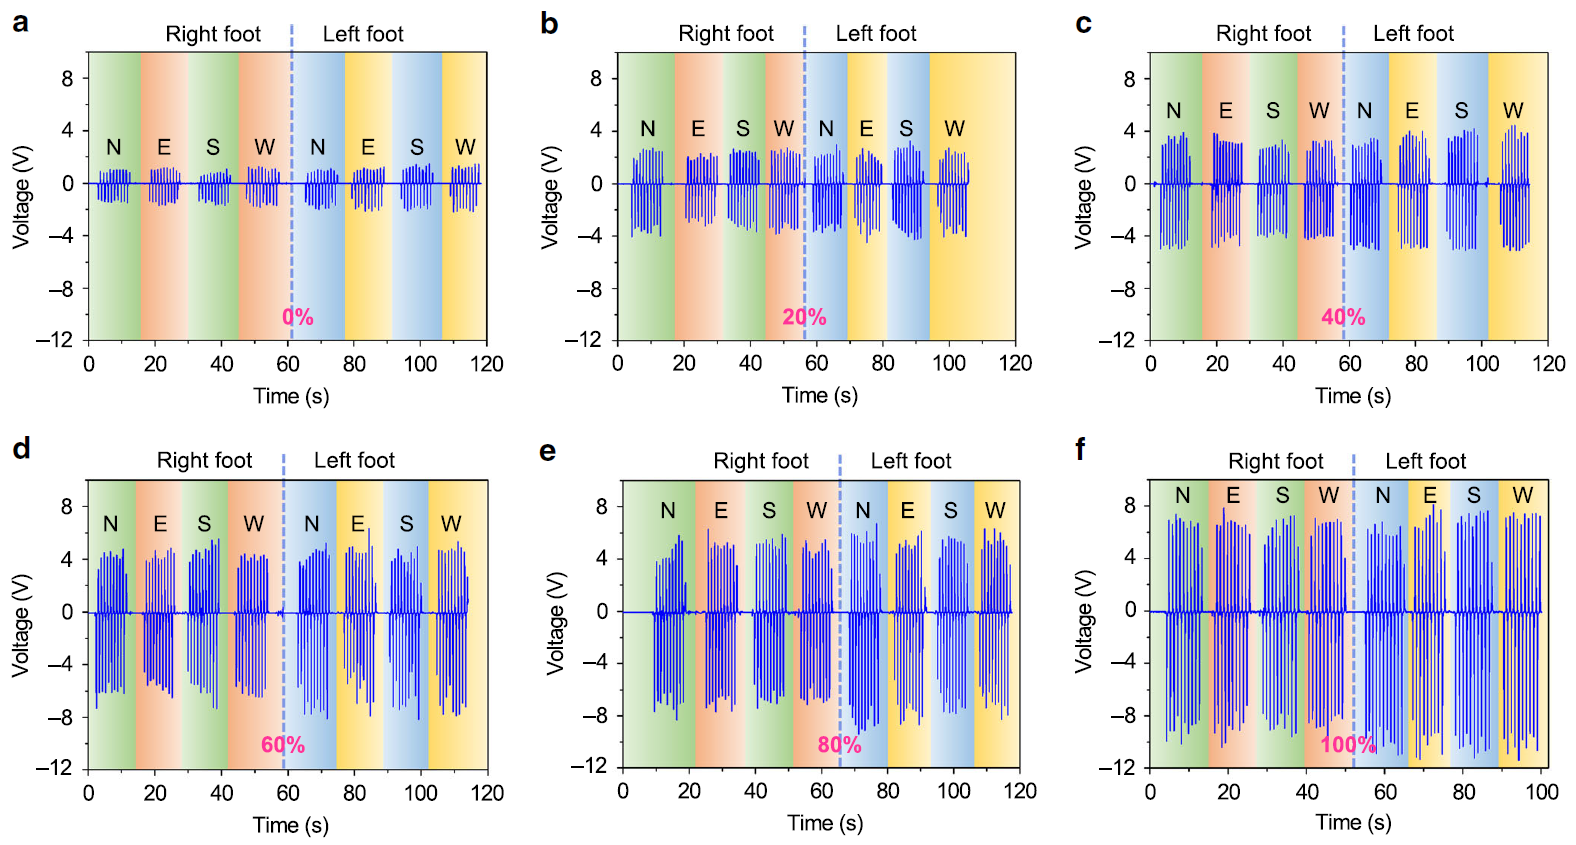 a
Right foot Left foot
8
4
0
–4
–8
–12
Voltage (V)
N E S W N E S W
0%
0 20 40 60 80 100 120
Time (s)
b
Right foot Left foot
8
4
0
–4
–8
–12
Voltage (V)
N E S W N E S W
20%
0 20 40 60 80 100 120
Time (s)
c
Right foot Left foot
8
4
0
–4
–8
–12
Voltage (V)
N E S W N E S W
40%
0 20 40 60 80 100 120
Time (s)
d
Right foot Left foot
8
4
0
–4
–8
–12
Voltage (V)
N E S W N E S W
60%
0 20 40 60 80 100 120
Time (s)
e
Right foot Left foot
8
4
0
–4
–8
–12
Voltage (V)
N E S W N E S W
80%
0 20 40 60 80 100 120
Time (s)
f
Right foot Left foot
8
4
0
–4
–8
–12
Voltage (V)
N E S W N E S W
100%
0 20 40 60 80 100
Time (s)